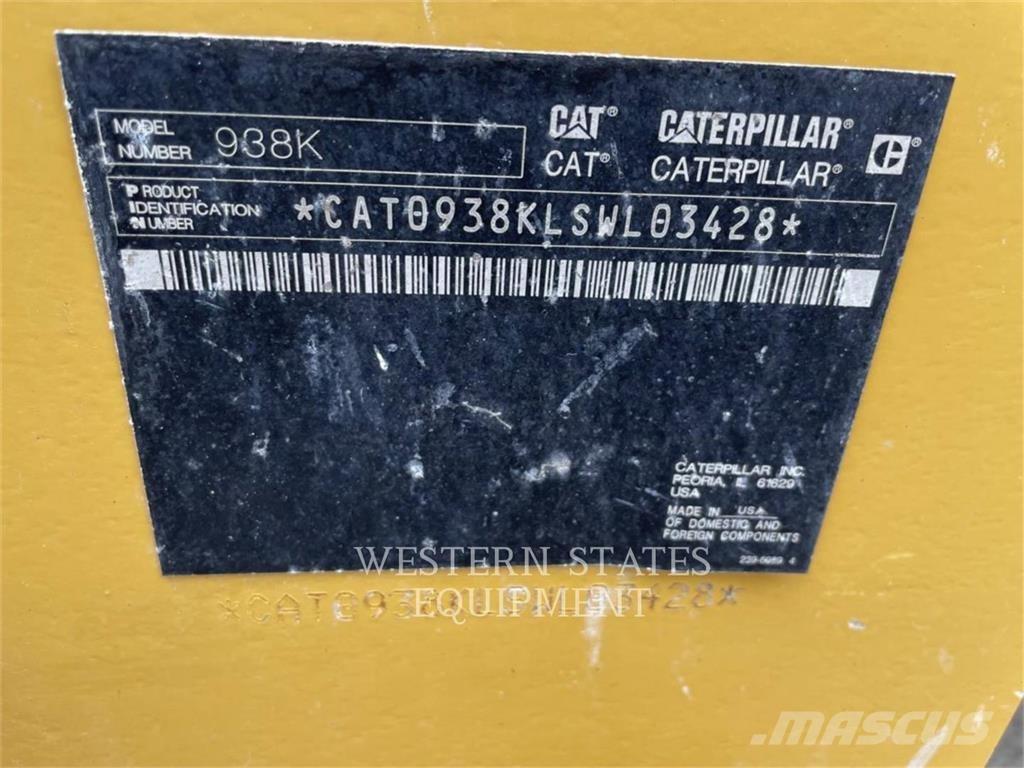 MODEL
NUMBER 938K
CAT® CATERPILLAR®
CAT® CATERPILLAR®
PRODUCT
IDENTIFICATION
NUMBER
*CAT0938KLSWL03428*
CATERPILLAR INC.
PEORIA, IL 61629
USA
MADE IN USA
OF DOMESTIC AND
FOREIGN COMPONENTS
WESTERN STATES
EQUIPMENT
*CAT0938KLSWL03428*
MASCUS